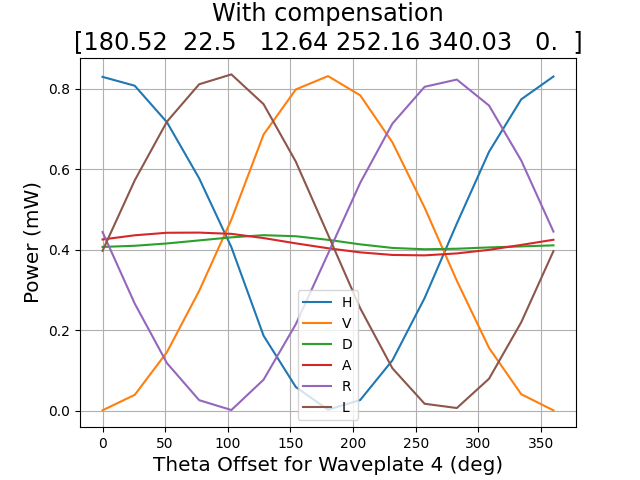 With compensation
[180.52 22.5 12.64 252.16 340.03 0. ]
Power (mW)
0.8
0.6
0.4
0.2
0.0
H
V
D
A
R
L
0 50 100 150 200 250 300 350
Theta Offset for Waveplate 4 (deg)